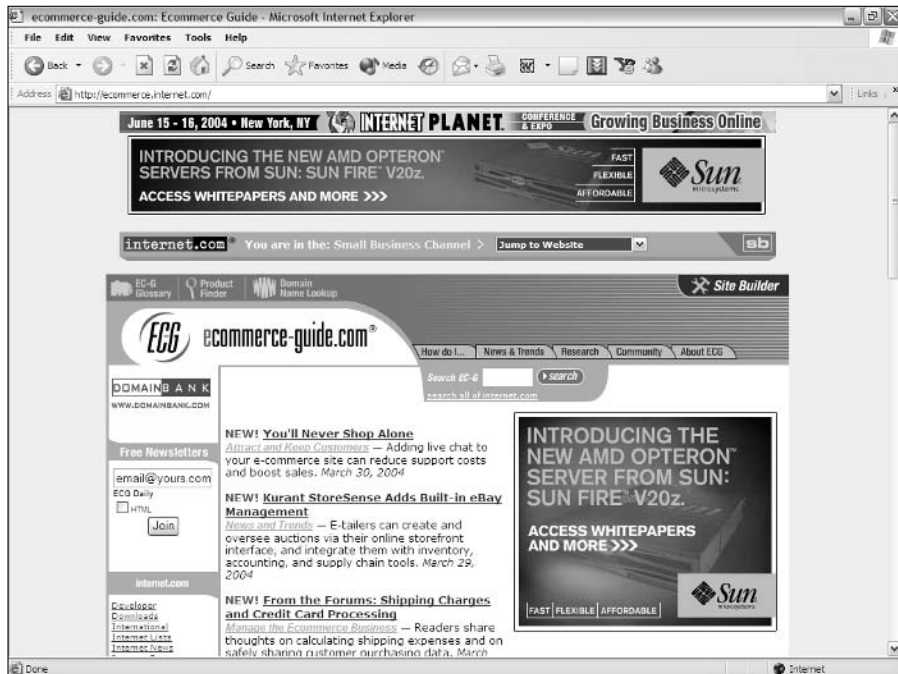 ecommerce-guide.com: Ecommerce Guide - Microsoft Internet Explorer
File Edit View Favorites Tools Help
Back Search Favorites Media
Address http://ecommerce.internet.com/ Links
June 15 - 16, 2004 • New York, NY INTERNET PLANET. CONFERENCE & EXPO Growing Business Online
INTRODUCING THE NEW AMD OPTERON™
SERVERS FROM SUN: SUN FIRE™ V20z.
ACCESS WHITEPAPERS AND MORE >>>
FAST
FLEXIBLE
AFFORDABLE
Sun
microsystems
internet.com® You are in the: Small Business Channel > Jump to Website sb
EC-G Glossary
Product Finder
Domain Name Lookup
Site Builder
ECG ecommerce-guide.com®
How do I... News & Trends Research Community About ECG
Search EC-G search
search all of internet.com
DOMAINBANK
WWW.DOMAINBANK.COM
Free Newsletters
email@yours.com
ECG Daily
HTML
Join
internet.com
Developer
Downloads
International
Internet Lists
Internet News
NEW! You'll Never Shop Alone
Attract and Keep Customers — Adding live chat to
your e-commerce site can reduce support costs
and boost sales. March 30, 2004
NEW! Kurant StoreSense Adds Built-in eBay
Management
News and Trends — E-tailers can create and
oversee auctions via their online storefront
interface, and integrate them with inventory,
accounting, and supply chain tools. March 29,
2004
NEW! From the Forums: Shipping Charges
and Credit Card Processing
Manage the Ecommerce Business — Readers share
thoughts on calculating shipping expenses and on
safely sharing customer purchasing data. March
INTRODUCING THE
NEW AMD OPTERON™
SERVER FROM SUN:
SUN FIRE™ V20z.
ACCESS WHITEPAPERS
AND MORE >>>
FAST FLEXIBLE AFFORDABLE
Sun
microsystems
Done Internet